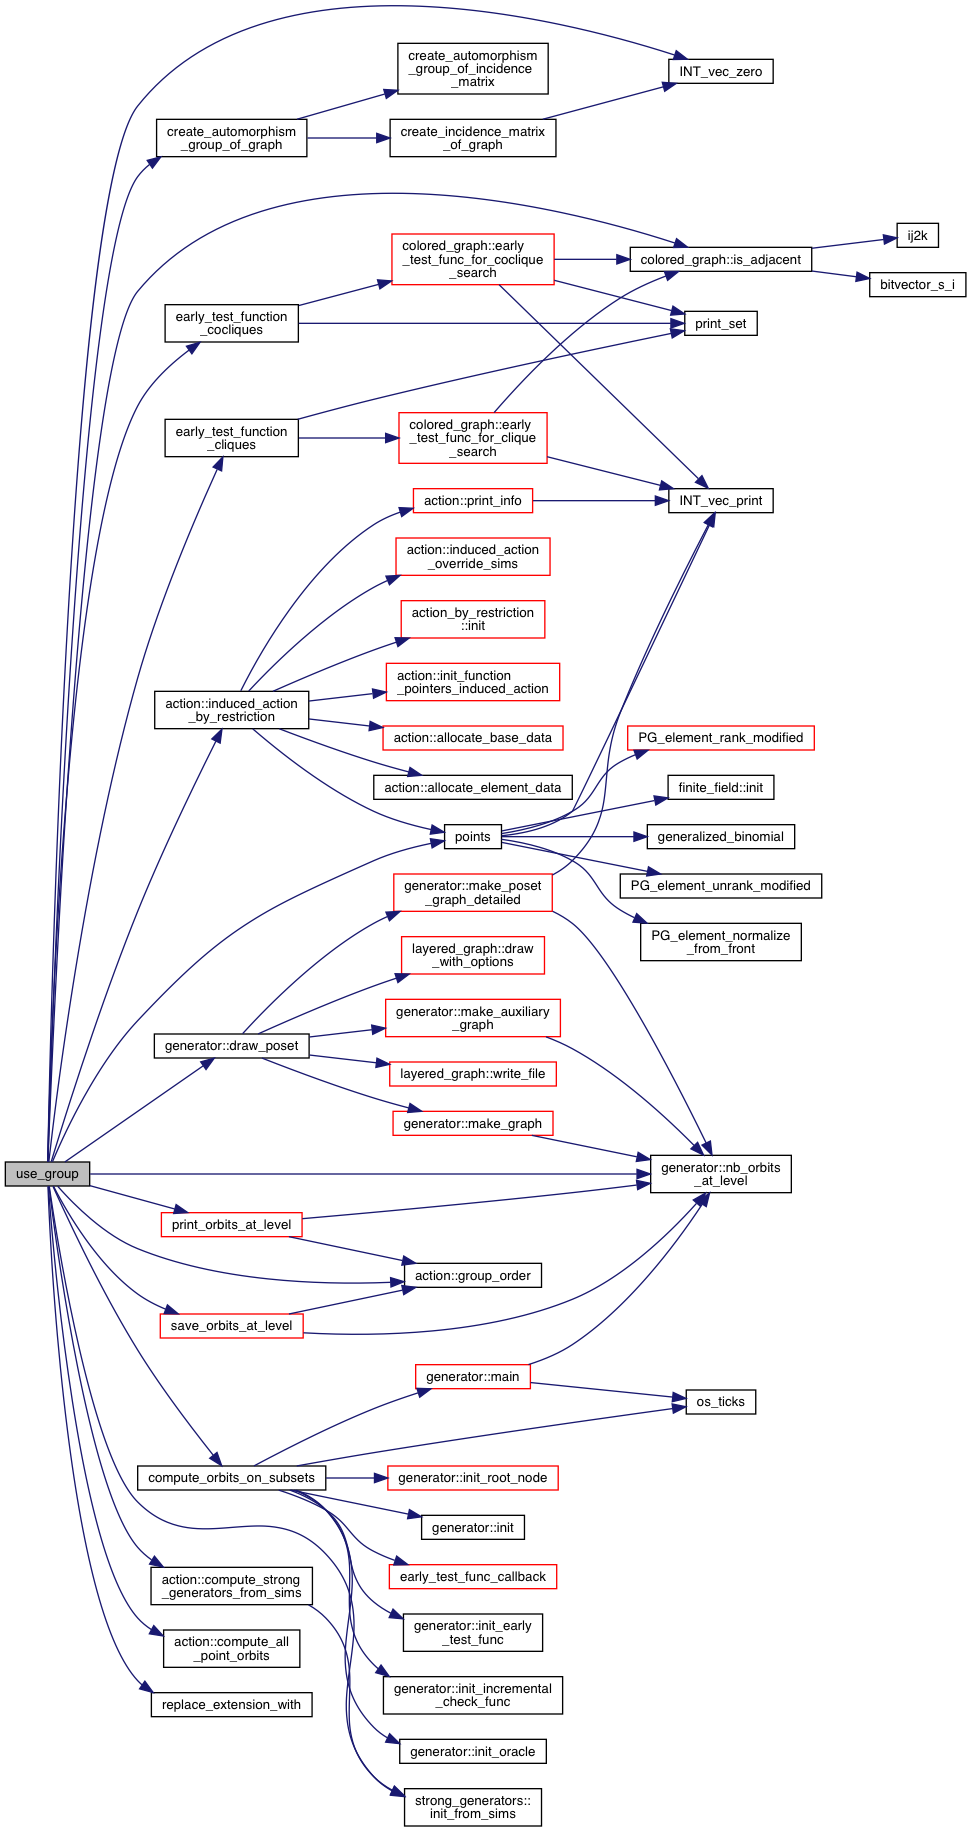 create_automorphism
_group_of_incidence
_matrix
INT_vec_zero
create_automorphism
_group_of_graph
create_incidence_matrix
_of_graph
ij2k
colored_graph::early
_test_func_for_coclique
_search
colored_graph::is_adjacent
bitvector_s_i
early_test_function
_cocliques
print_set
early_test_function
_cliques
colored_graph::early
_test_func_for_clique
_search
action::print_info
INT_vec_print
action::induced_action
_override_sims
action_by_restriction
::init
action::init_function
_pointers_induced_action
action::induced_action
_by_restriction
action::allocate_base_data
PG_element_rank_modified
action::allocate_element_data
finite_field::init
points
generalized_binomial
generator::make_poset
_graph_detailed
PG_element_unrank_modified
PG_element_normalize
_from_front
layered_graph::draw
_with_options
generator::make_auxiliary
_graph
generator::draw_poset
layered_graph::write_file
generator::make_graph
use_group
generator::nb_orbits
_at_level
print_orbits_at_level
action::group_order
save_orbits_at_level
generator::main
os_ticks
compute_orbits_on_subsets
generator::init_root_node
generator::init
early_test_func_callback
action::compute_strong
_generators_from_sims
generator::init_early
_test_func
action::compute_all
_point_orbits
generator::init_incremental
_check_func
replace_extension_with
generator::init_oracle
strong_generators::
init_from_sims